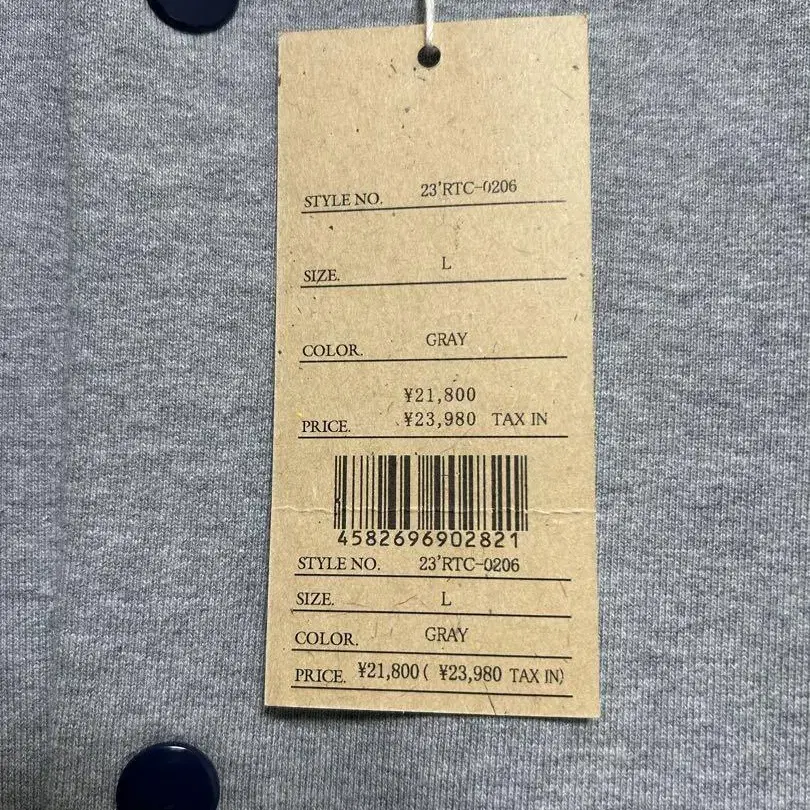 STYLE NO. 23'RTC-0206
SIZE. L
COLOR. GRAY
¥21,800
PRICE. ¥23,980 TAX IN
4582696902821
STYLE NO. 23'RTC-0206
SIZE. L
COLOR. GRAY
PRICE. ¥21,800 ( ¥23,980 TAX IN)